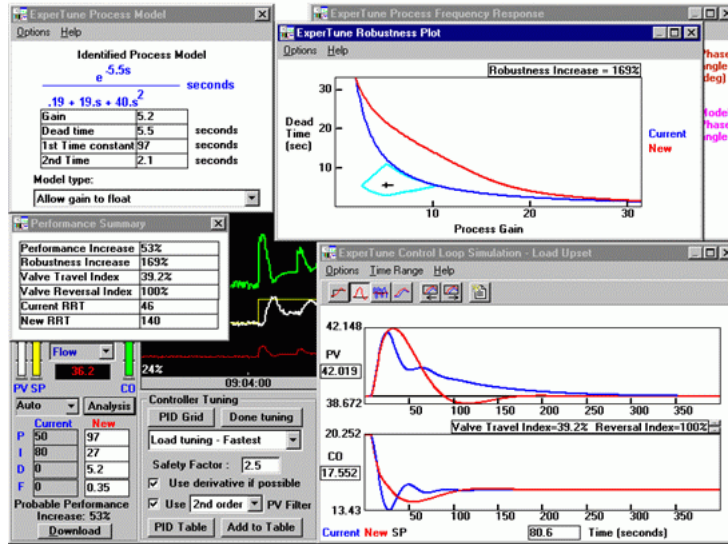 ExperTune Process Model
Options Help
Identified Process Model
e -5.5s
seconds
.19 + 19.s + 40.s2
Gain 5.2
Dead time 5.5 seconds
1st Time constant 97 seconds
2nd Time 2.1 seconds
Model type:
Allow gain to float
ExperTune Process Frequency Response
Phase
angle
deg)
Mode
Phase
angle
ExperTune Robustness Plot
Options Help
Robustness Increase = 169%
30
Dead
Time 20
(sec)
10
Current
New
10 20 30
Process Gain
Performance Summary
Performance Increase 53%
Robustness Increase 169%
Valve Travel Index 39.2%
Valve Reversal Index 100%
Current RRT 46
New RRT 140
24%
09:04:00
Flow
36.2
PV SP CO
Auto Analysis
Current New
P 50 97
I 80 27
D 0 5.2
F 0 0.35
Probable Performance
Increase: 53%
Download
Controller Tuning
PID Grid Done tuning
Load tuning - Fastest
Safety Factor : 2.5
Use derivative if possible
Use 2nd order PV Filter
PID Table Add to Table
ExperTune Control Loop Simulation - Load Upset
Options Time Range Help
42.148
PV
42.019
38.672
50 100 150 200 250 300 350
20.252
Valve Travel Index=39.2% Reversal Index=100%
CO
17.552
13.43
50 100 150 200 250 300 350
Current New SP 80.6 Time (seconds)